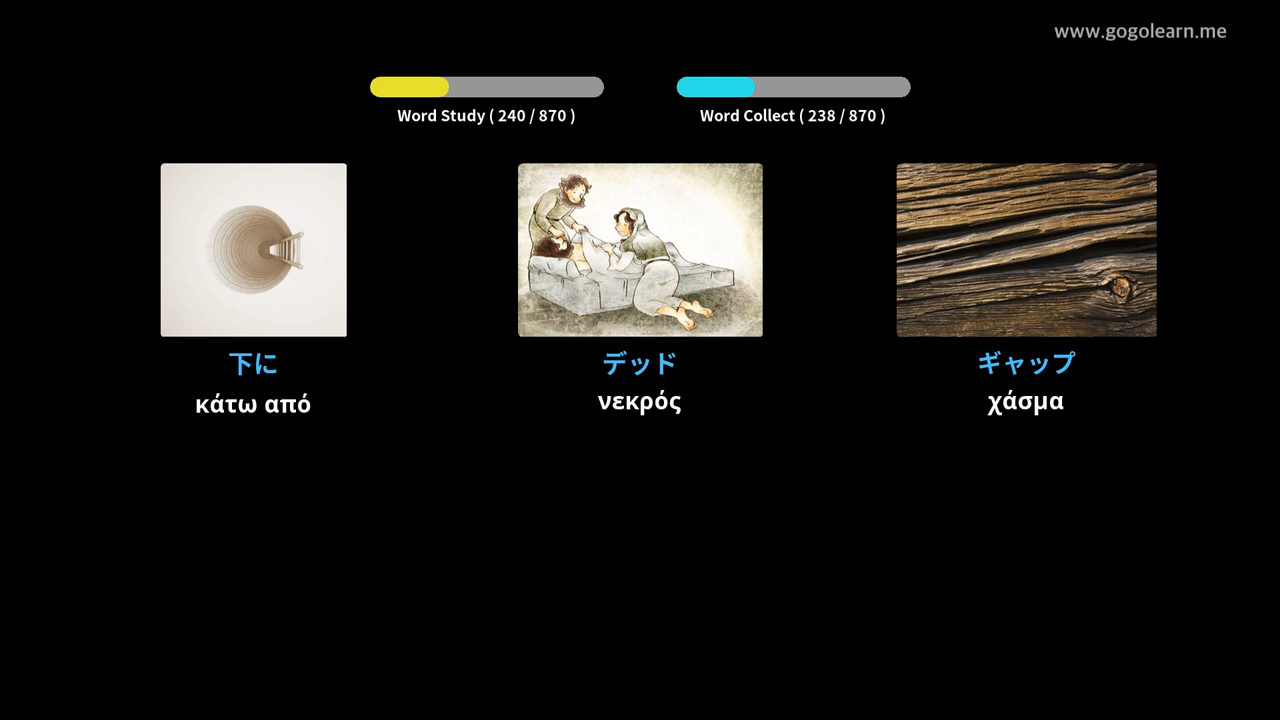 www.gogolearn.me
Word Study ( 240 / 870 )
Word Collect ( 238 / 870 )
下に
κάτω από
デッド
νεκρός
ギャップ
χάσμα